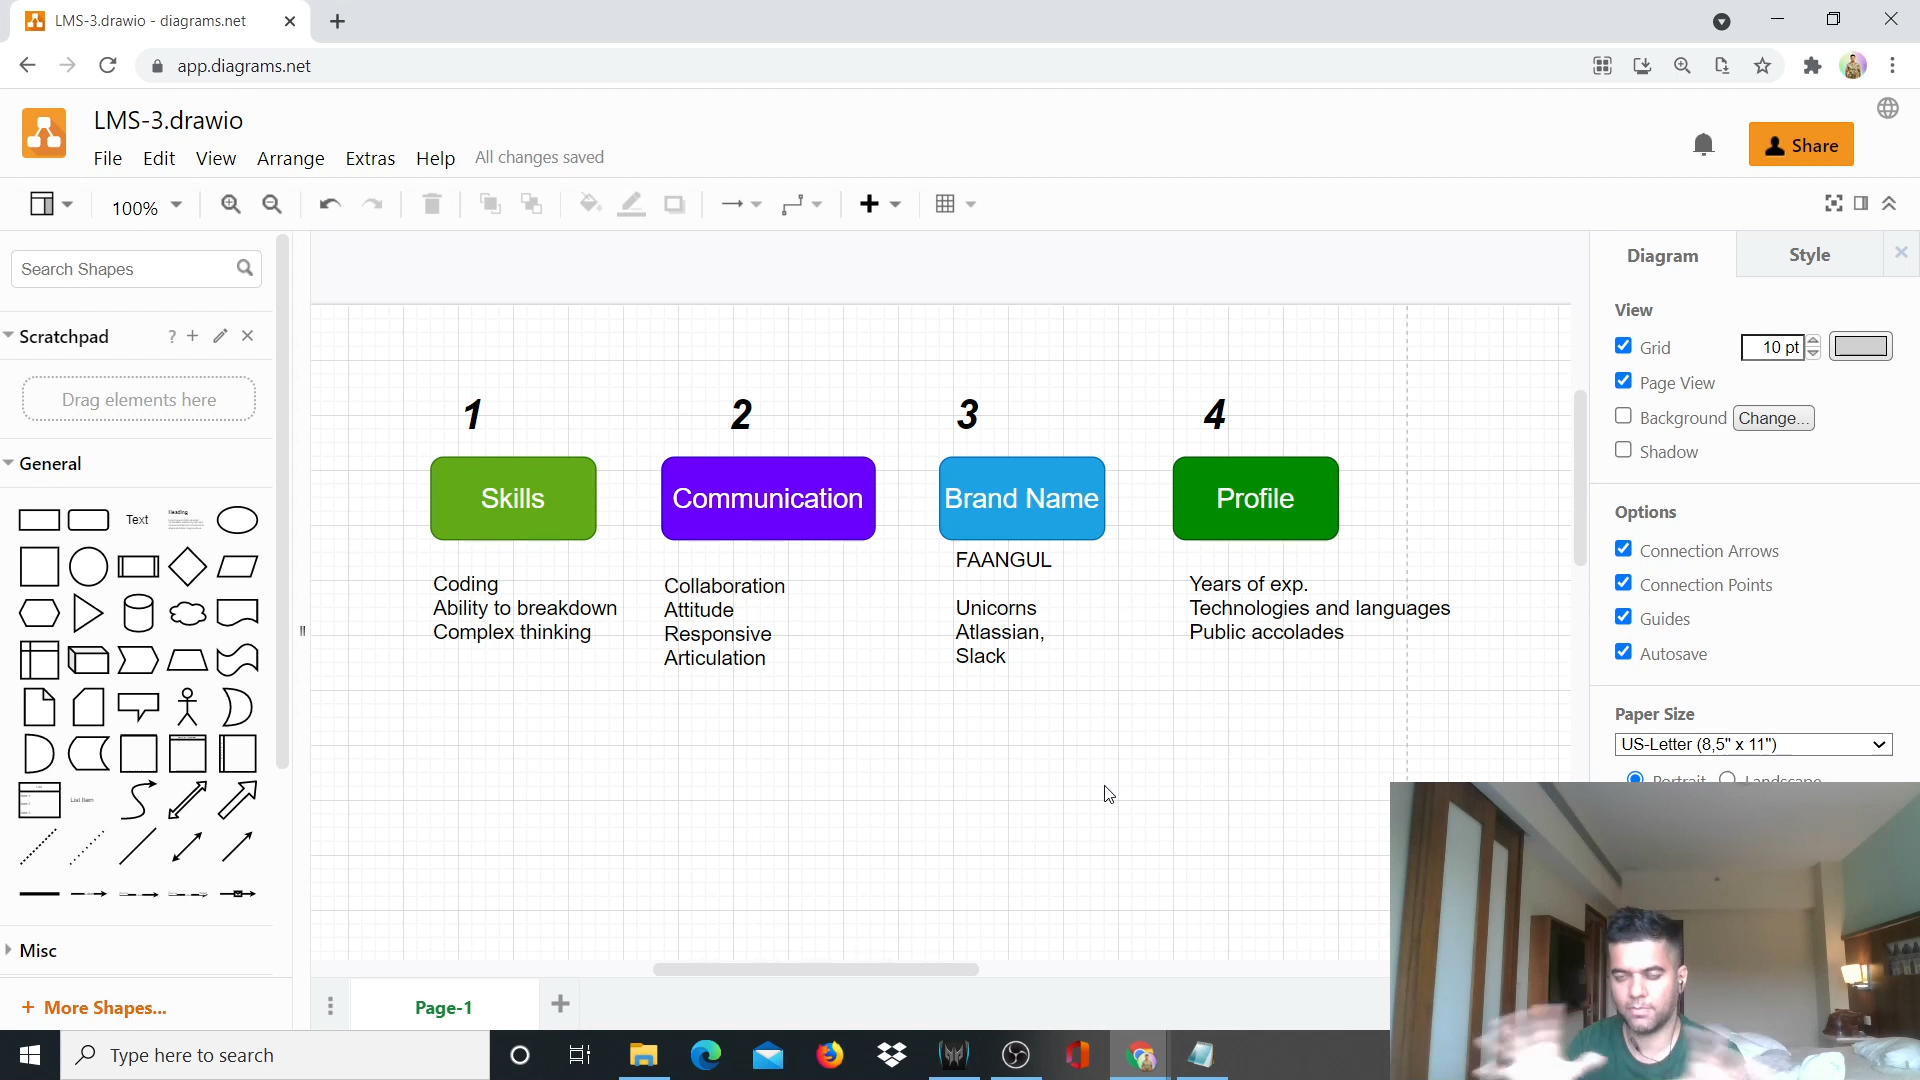 LMS-3.drawio - diagrams.net
app.diagrams.net
LMS-3.drawio
File Edit View Arrange Extras Help All changes saved
Share
100%
Search Shapes
Scratchpad
?
Drag elements here
General
Text
Heading
List Item
Misc
+ More Shapes...
1 2 3 4
Skills
Communication
Brand Name
Profile
Coding
Ability to breakdown
Complex thinking
Collaboration
Attitude
Responsive
Articulation
FAANGUL
Unicorns
Atlassian,
Slack
Years of exp.
Technologies and languages
Public accolades
Page-1
Diagram Style
View
Grid 10 pt
Page View
Background Change...
Shadow
Options
Connection Arrows
Connection Points
Guides
Autosave
Paper Size
US-Letter (8,5" x 11")
Portrait Landscape
Type here to search